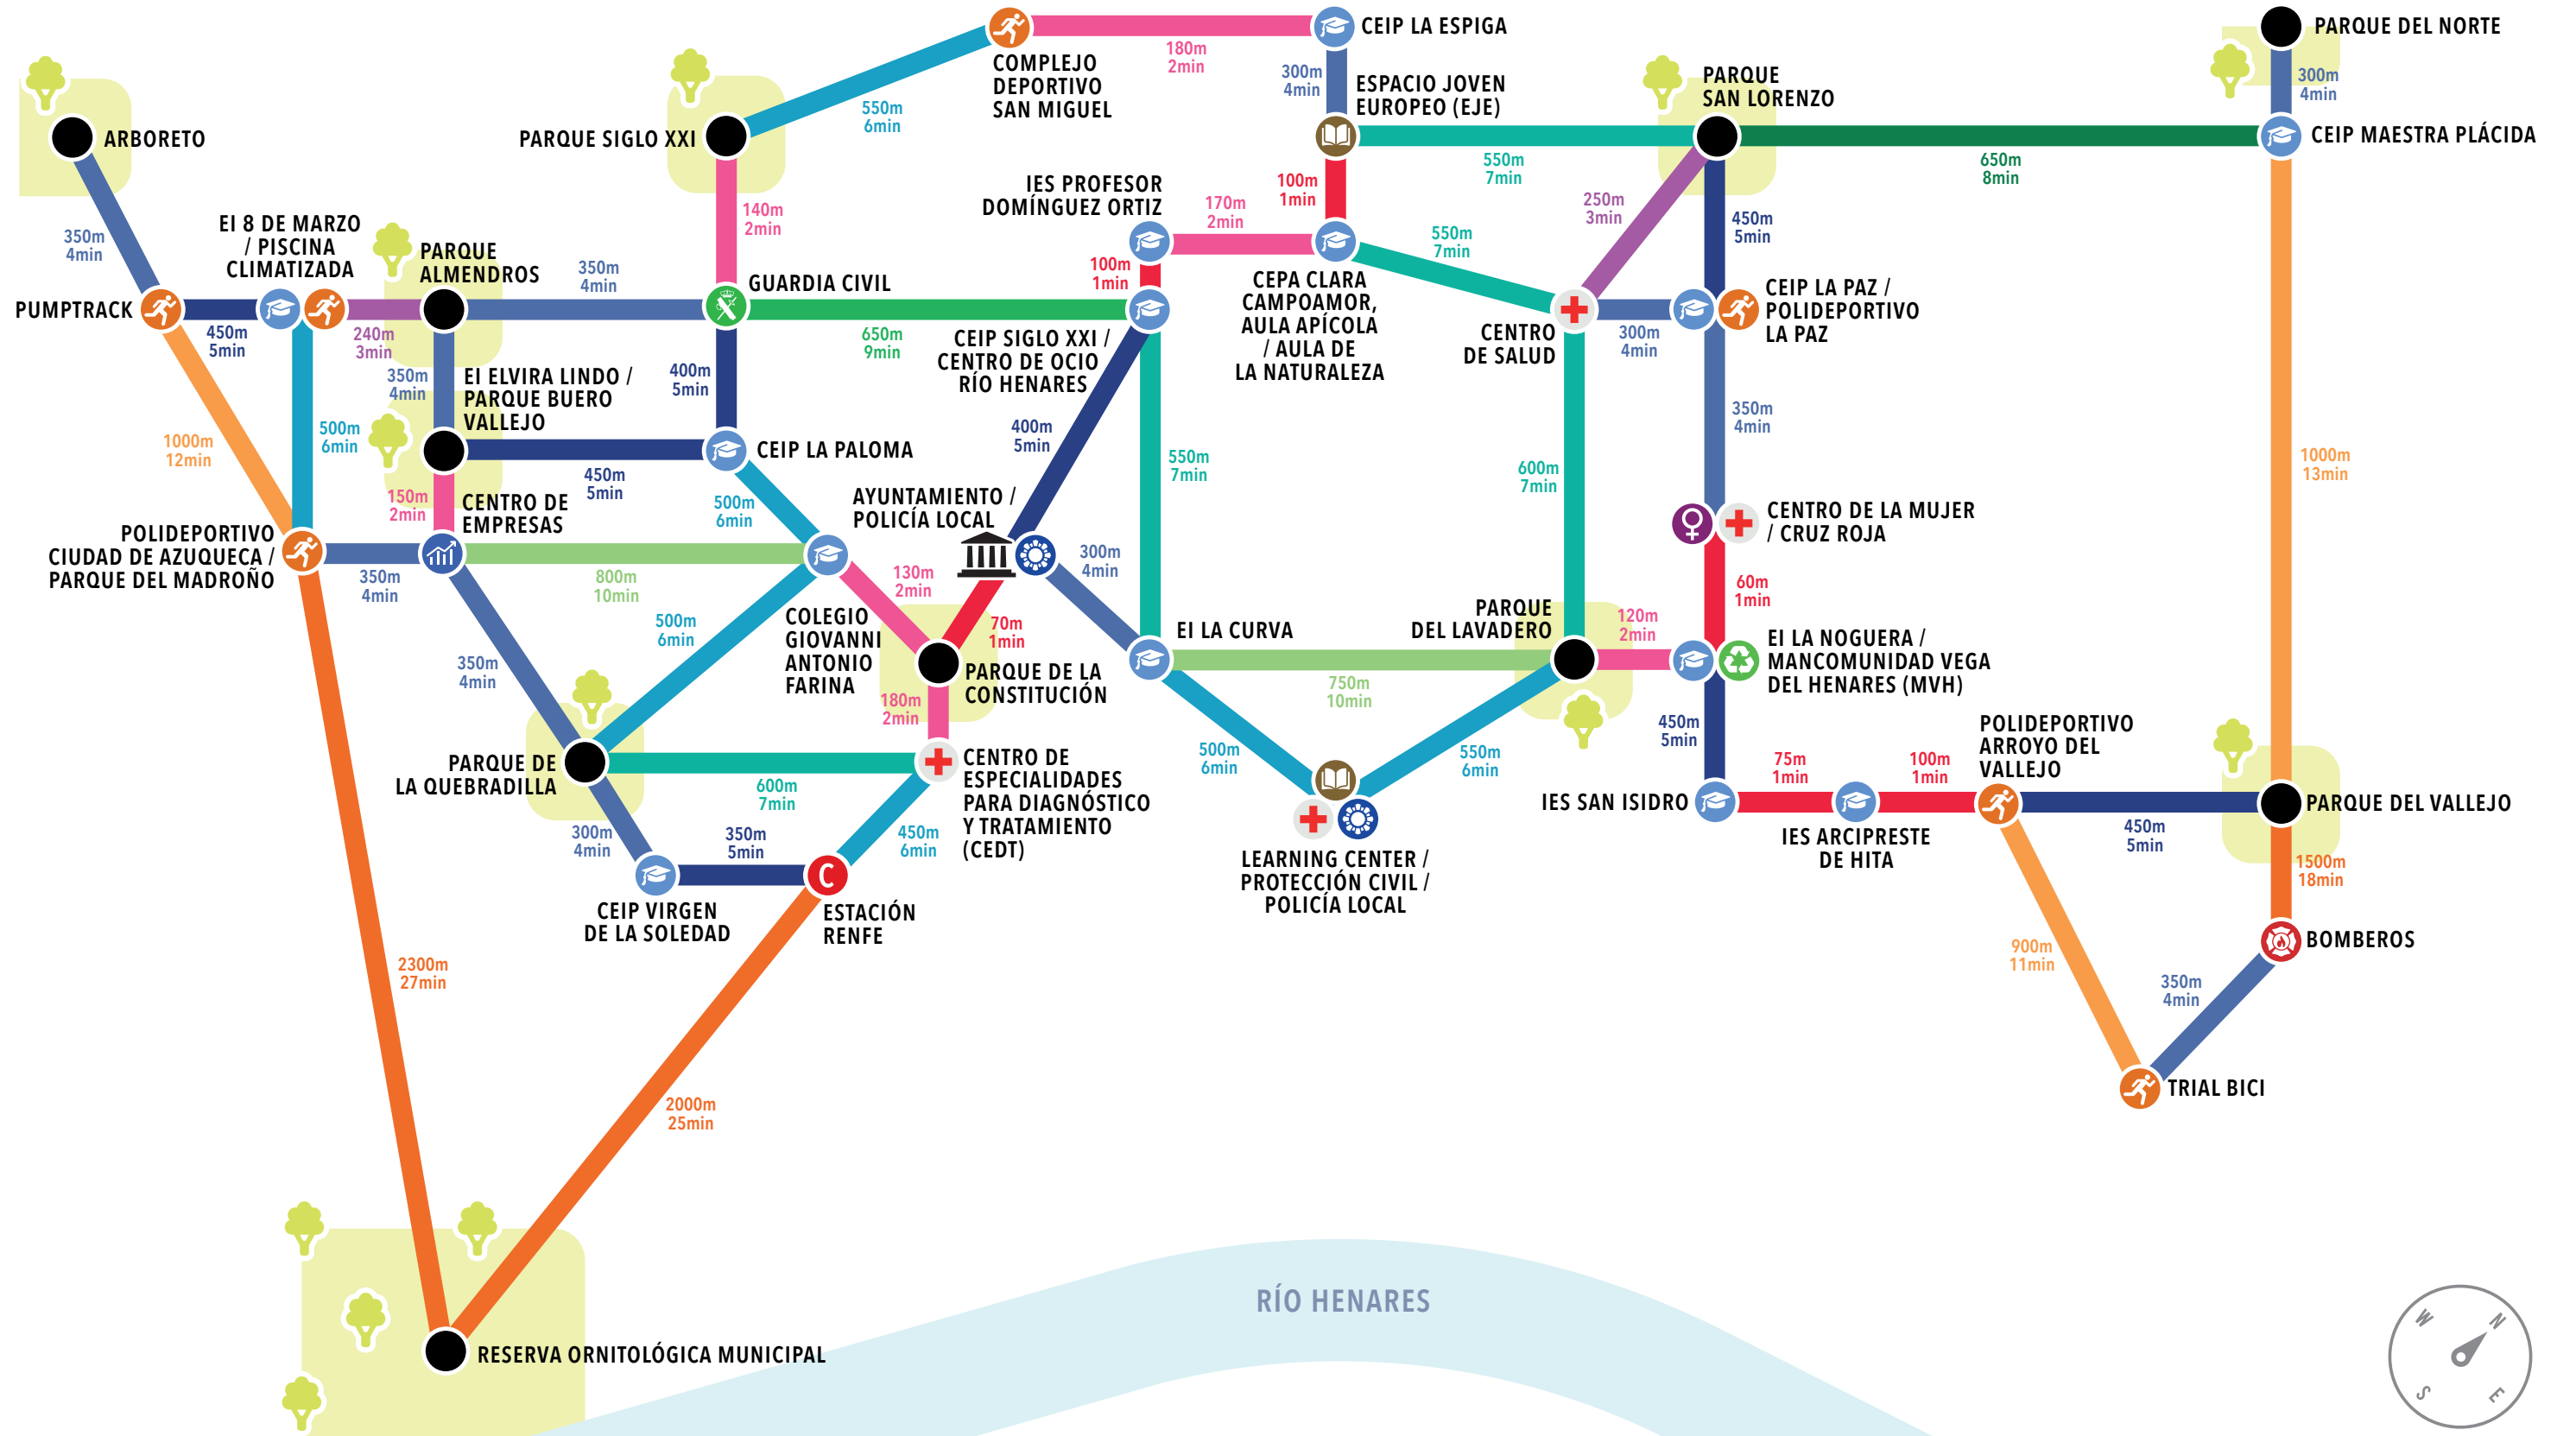 CEIP LA ESPIGA
PARQUE DEL NORTE
180m
2min
COMPLEJO
DEPORTIVO
SAN MIGUEL
300m
4min
ESPACIO JOVEN
EUROPEO (EJE)
PARQUE
SAN LORENZO
300m
4min
ARBORETO
PARQUE SIGLO XXI
550m
6min
CEIP MAESTRA PLÁCIDA
550m
7min
650m
8min
IES PROFESOR
DOMÍNGUEZ ORTIZ
100m
1min
170m
2min
250m
3min
140m
2min
450m
5min
350m
4min
EI 8 DE MARZO
/ PISCINA
CLIMATIZADA
PARQUE
ALMENDROS
350m
4min
100m
1min
550m
7min
GUARDIA CIVIL
CEPA CLARA
CAMPOAMOR,
AULA APÍCOLA
/ AULA DE
LA NATURALEZA
CEIP LA PAZ /
POLIDEPORTIVO
LA PAZ
PUMPTRACK
450m
5min
240m
3min
650m
9min
CEIP SIGLO XXI /
CENTRO DE OCIO
RÍO HENARES
CENTRO
DE SALUD
300m
4min
350m
4min
EI ELVIRA LINDO /
PARQUE BUERO
VALLEJO
400m
5min
350m
4min
1000m
12min
500m
6min
400m
5min
CEIP LA PALOMA
550m
7min
600m
7min
1000m
13min
450m
5min
150m
2min
CENTRO DE
EMPRESAS
500m
6min
AYUNTAMIENTO /
POLICÍA LOCAL
CENTRO DE LA MUJER
/ CRUZ ROJA
POLIDEPORTIVO
CIUDAD DE AZUQUECA /
PARQUE DEL MADROÑO
350m
4min
800m
10min
130m
2min
300m
4min
60m
1min
COLEGIO
GIOVANNI
ANTONIO
FARINA
500m
6min
70m
1min
EI LA CURVA
PARQUE
DEL LAVADERO
120m
2min
EI LA NOGUERA /
MANCOMUNIDAD VEGA
DEL HENARES (MVH)
350m
4min
PARQUE DE LA
CONSTITUCIÓN
180m
2min
750m
10min
450m
5min
POLIDEPORTIVO
ARROYO DEL
VALLEJO
PARQUE DE
LA QUEBRADILLA
600m
7min
CENTRO DE
ESPECIALIDADES
PARA DIAGNÓSTICO
Y TRATAMIENTO
(CEDT)
500m
6min
550m
6min
75m
1min
100m
1min
IES SAN ISIDRO
PARQUE DEL VALLEJO
300m
4min
350m
5min
450m
6min
IES ARCIPRESTE
DE HITA
450m
5min
1500m
18min
LEARNING CENTER /
PROTECCIÓN CIVIL /
POLICÍA LOCAL
CEIP VIRGEN
DE LA SOLEDAD
C
ESTACIÓN
RENFE
BOMBEROS
2300m
27min
900m
11min
350m
4min
TRIAL BICI
2000m
25min
RÍO HENARES
RESERVA ORNITOLÓGICA MUNICIPAL
W
N
S
E